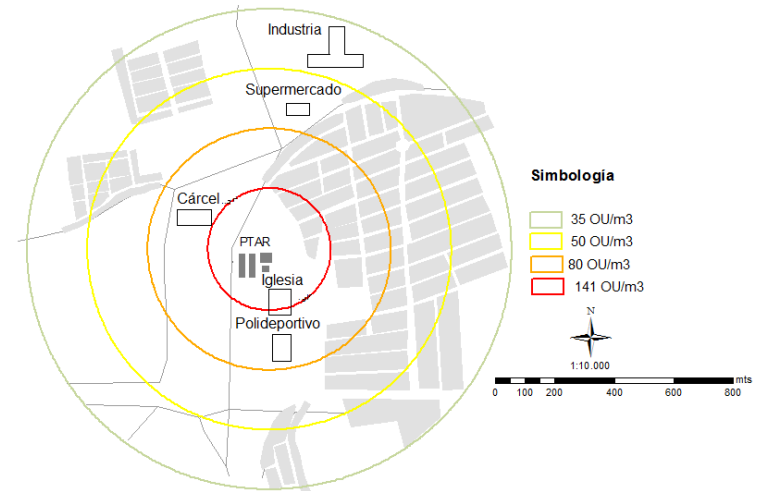 Industria
Supermercado
Cárcel
PTAR
Iglesia
Polideportivo
Simbología
35 OU/m3
50 OU/m3
80 OU/m3
141 OU/m3
N
1:10.000
mts
0 100 200 400 600 800